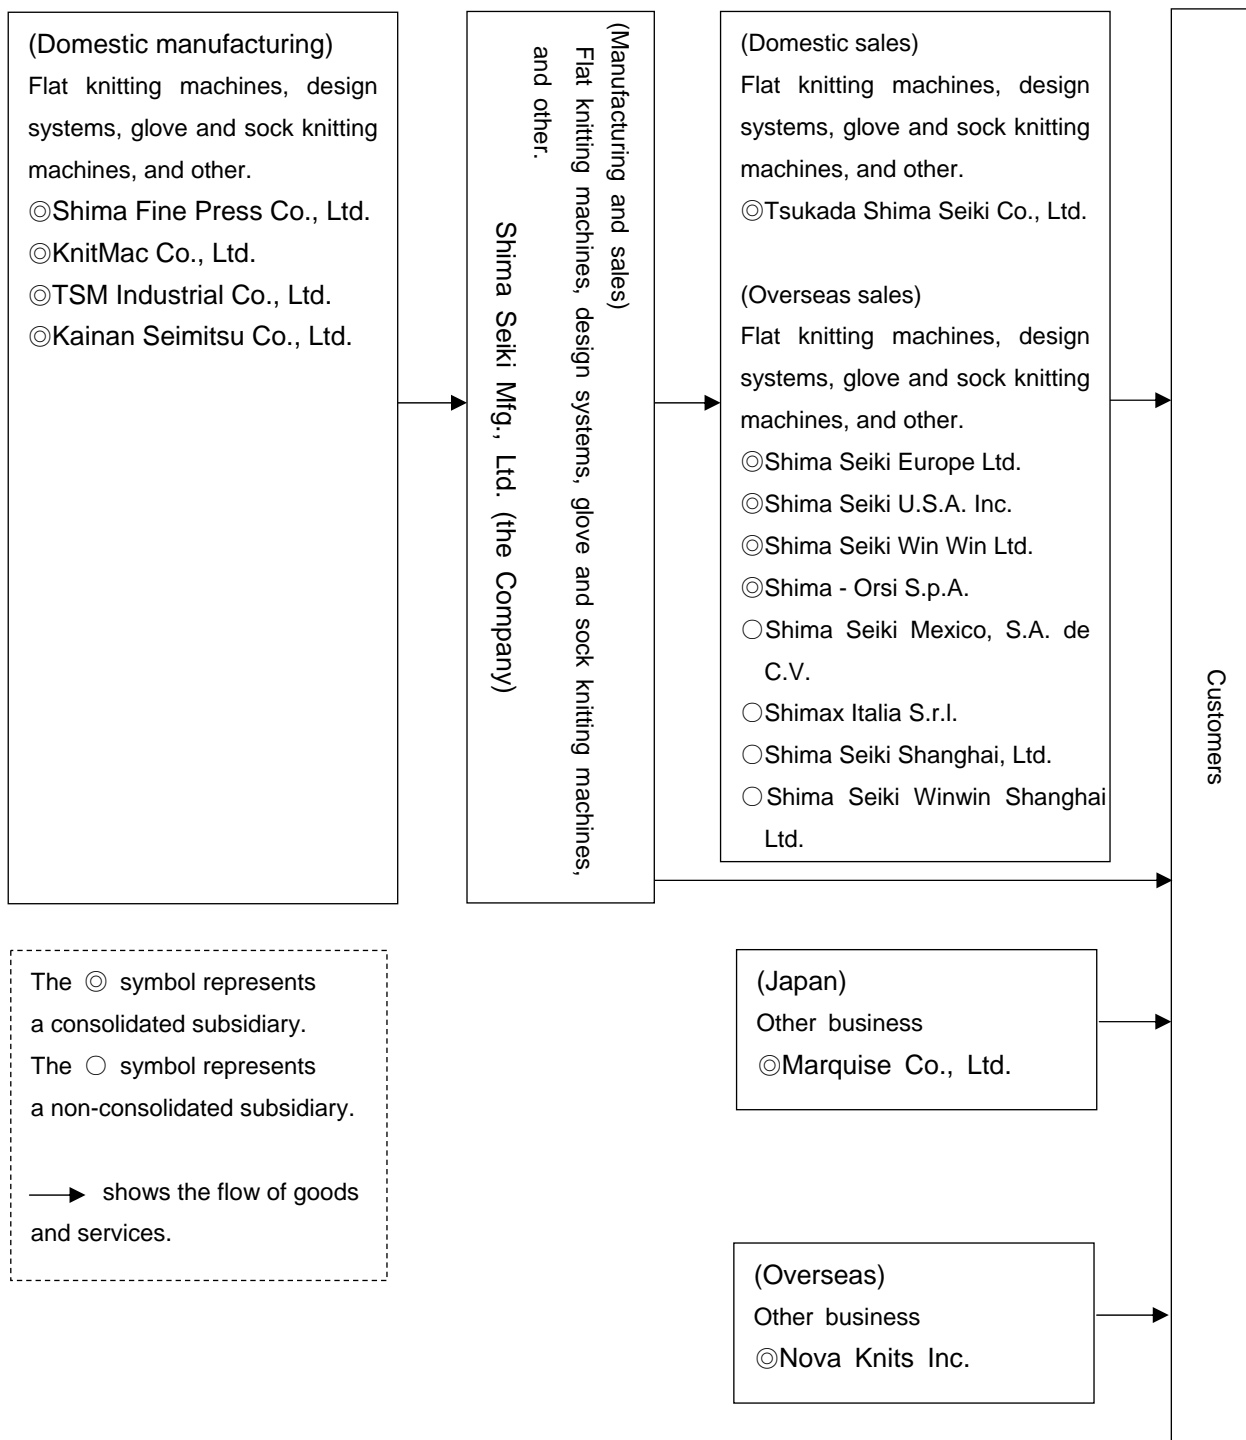 (Domestic manufacturing)
Flat knitting machines, design
systems, glove and sock knitting
machines, and other.
◎Shima Fine Press Co., Ltd.
◎KnitMac Co., Ltd.
◎TSM Industrial Co., Ltd.
◎Kainan Seimitsu Co., Ltd.
(Manufacturing and sales)
Flat knitting machines, design systems, glove and sock knitting machines,
and other.
Shima Seiki Mfg., Ltd. (the Company)
(Domestic sales)
Flat knitting machines, design
systems, glove and sock knitting
machines, and other.
◎Tsukada Shima Seiki Co., Ltd.
(Overseas sales)
Flat knitting machines, design
systems, glove and sock knitting
machines, and other.
◎Shima Seiki Europe Ltd.
◎Shima Seiki U.S.A. Inc.
◎Shima Seiki Win Win Ltd.
◎Shima - Orsi S.p.A.
○Shima Seiki Mexico, S.A. de
C.V.
○Shimax Italia S.r.l.
○Shima Seiki Shanghai, Ltd.
○Shima Seiki Winwin Shanghai
Ltd.
Customers
The ◎ symbol represents
a consolidated subsidiary.
The ○ symbol represents
a non-consolidated subsidiary.
shows the flow of goods
and services.
(Japan)
Other business
◎Marquise Co., Ltd.
(Overseas)
Other business
◎Nova Knits Inc.